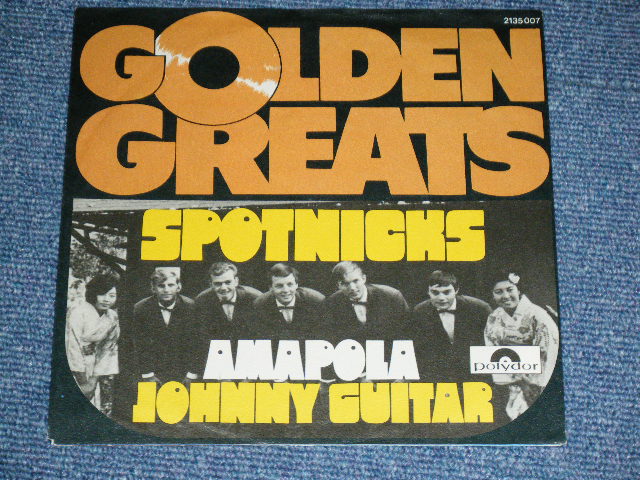 2135 007
GOLDEN
GREATS
SPOTNICKS
AMAPOLA
polydor
JOHNNY GUITAR